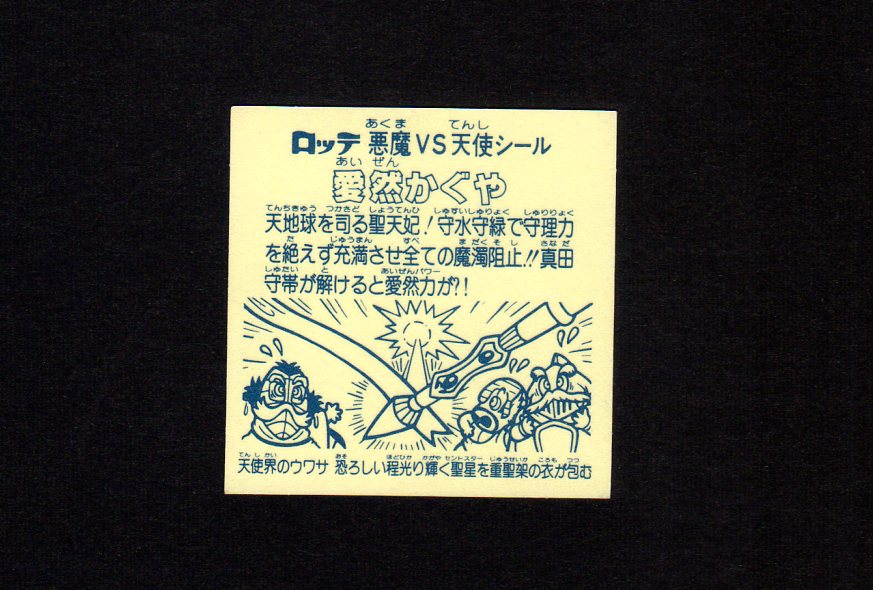 あくま てんし
ロッテ 悪魔VS天使シール
あい ぜん
愛然かぐや
てんちきゅう つかさど しょうてんひ しゅすいしゅりょく しゅりりょく
天地球を司る聖天妃!守水守緑で守理力
た じゅうまん すべ まだくそし さなだ
を絶えず充満させ全ての魔濁阻止!!真田
しゅたい と あいぜんパワー
守帯が解けると愛然力が?!
てんしかい おそ ほどひか かがや セントスター じゅうせいか ころも つつ
天使界のウワサ 恐ろしい程光り輝く聖星を重聖架の衣が包む